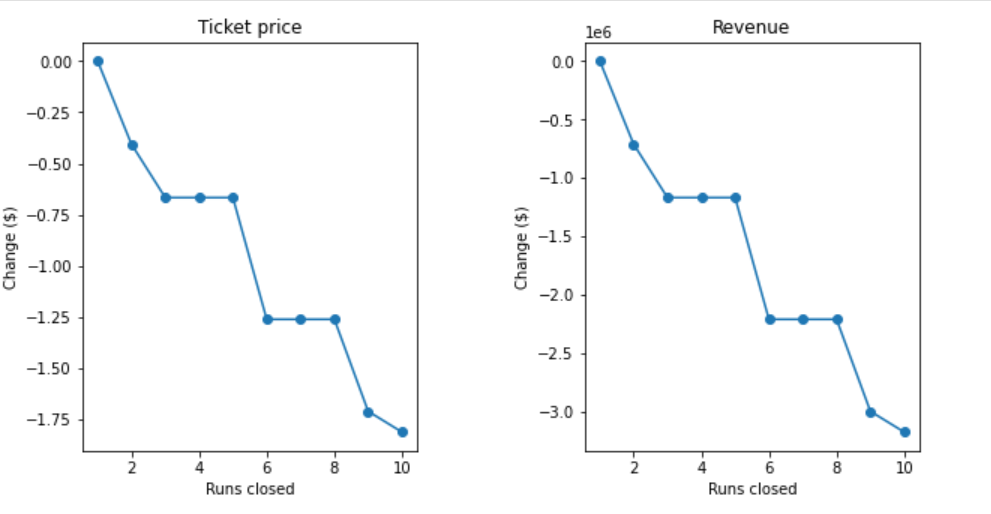 Ticket price
0.00
−0.25
−0.50
−0.75
−1.00
−1.25
−1.50
−1.75
Change ($)
2 4 6 8 10
Runs closed
Revenue
1e6
0.0
−0.5
−1.0
−1.5
−2.0
−2.5
−3.0
Change ($)
2 4 6 8 10
Runs closed